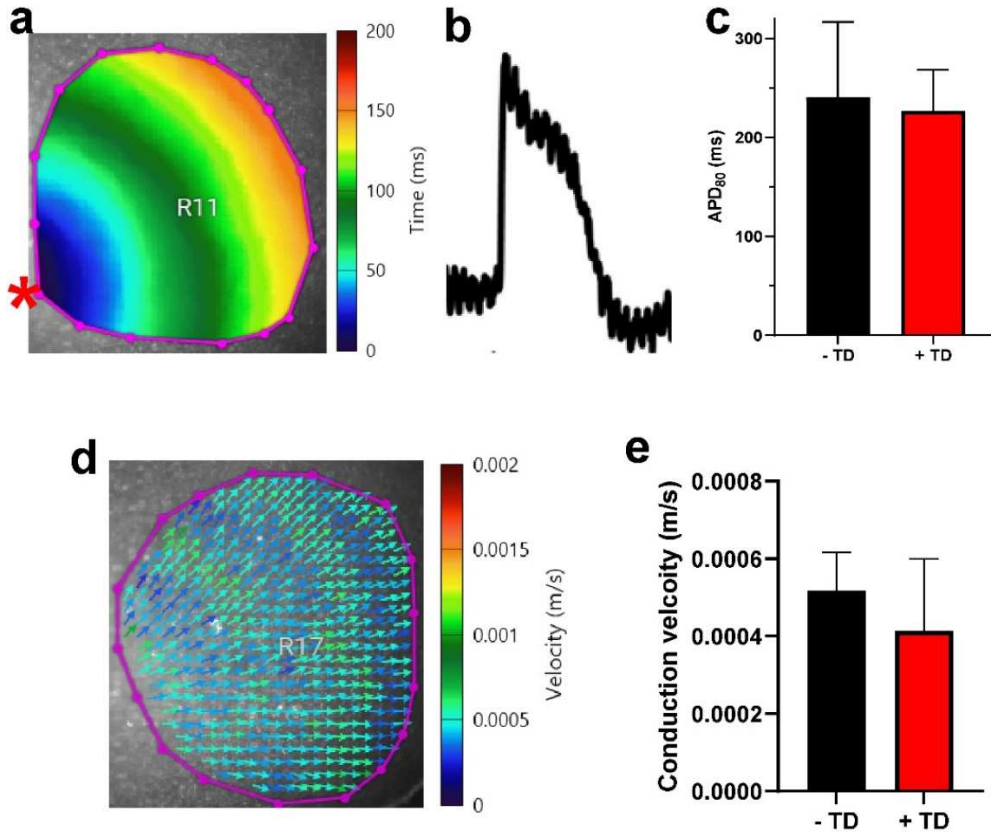 a
200
150
100
50
0
Time (ms)
R11
*
b
c
300
200
100
0
APD80 (ms)
- TD
+ TD
d
0.002
0.0015
0.001
0.0005
0
Velocity (m/s)
R17
e
0.0008
0.0006
0.0004
0.0002
0.0000
Conduction velcoity (m/s)
- TD
+ TD